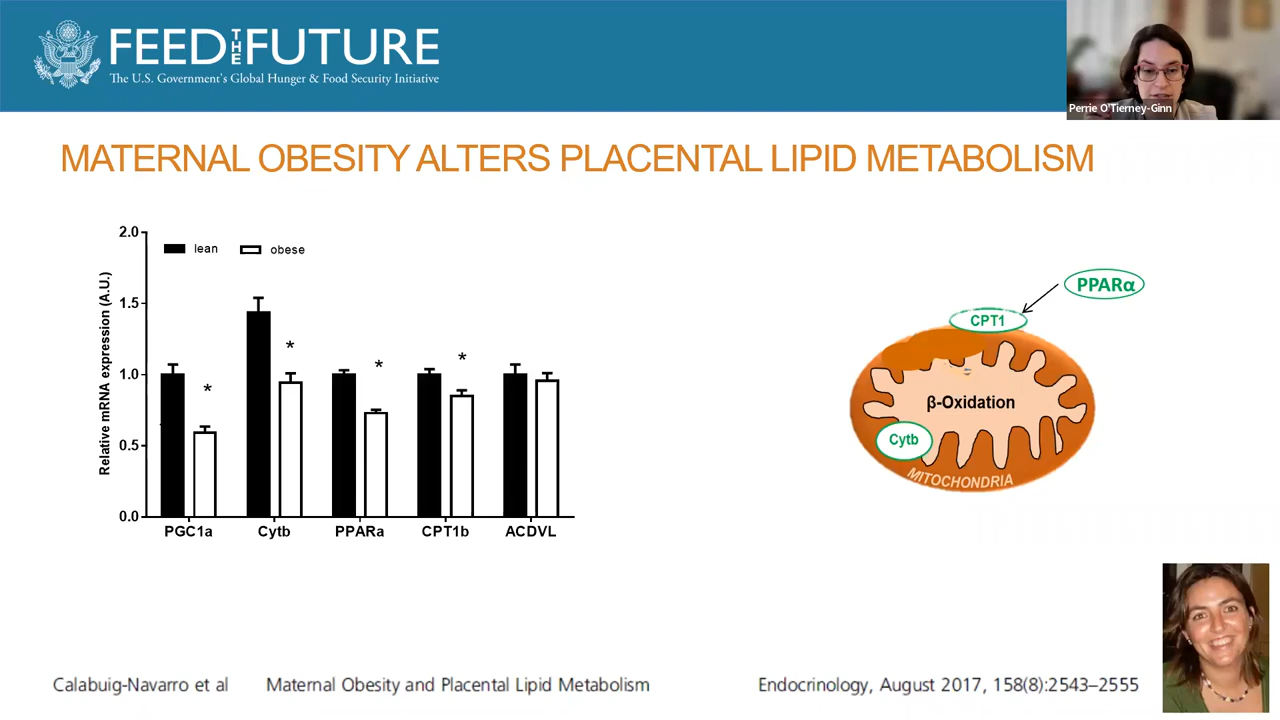 FEED THE FUTURE
The U.S. Government's Global Hunger & Food Security Initiative
Perrie O'Tierney-Ginn
MATERNAL OBESITY ALTERS PLACENTAL LIPID METABOLISM
lean
obese
Relative mRNA expression (A.U.)
2.0
1.5
1.0
0.5
0.0
*
*
*
*
PGC1a
Cytb
PPARa
CPT1b
ACDVL
PPARα
CPT1
β-Oxidation
Cytb
MITOCHONDRIA
Calabuig-Navarro et al
Maternal Obesity and Placental Lipid Metabolism
Endocrinology, August 2017, 158(8):2543–2555